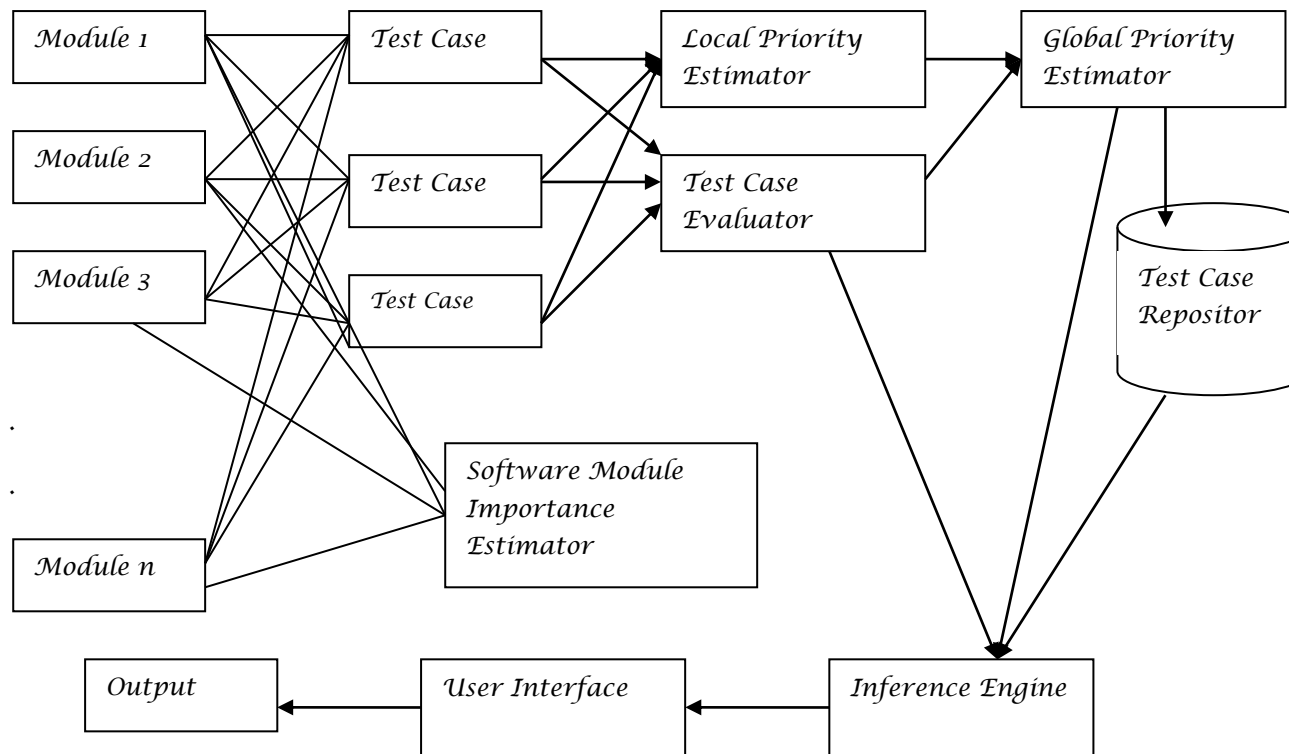 Module 1
Test Case
Local Priority
Estimator
Global Priority
Estimator
Module 2
Test Case
Test Case
Evaluator
Module 3
Test Case
Test Case
Repositor
.
.
Software Module
Importance
Estimator
Module n
Output
User Interface
Inference Engine